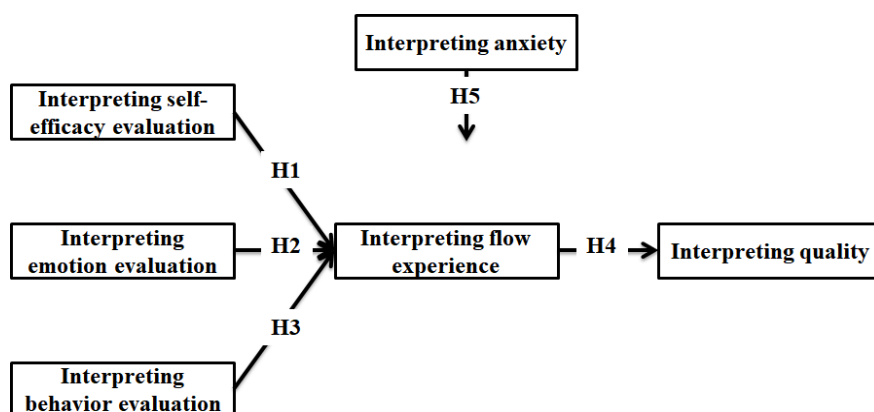 Interpreting anxiety
H5
Interpreting self-
efficacy evaluation
H1
Interpreting
emotion evaluation
H2
Interpreting flow
experience
H4
Interpreting quality
H3
Interpreting
behavior evaluation